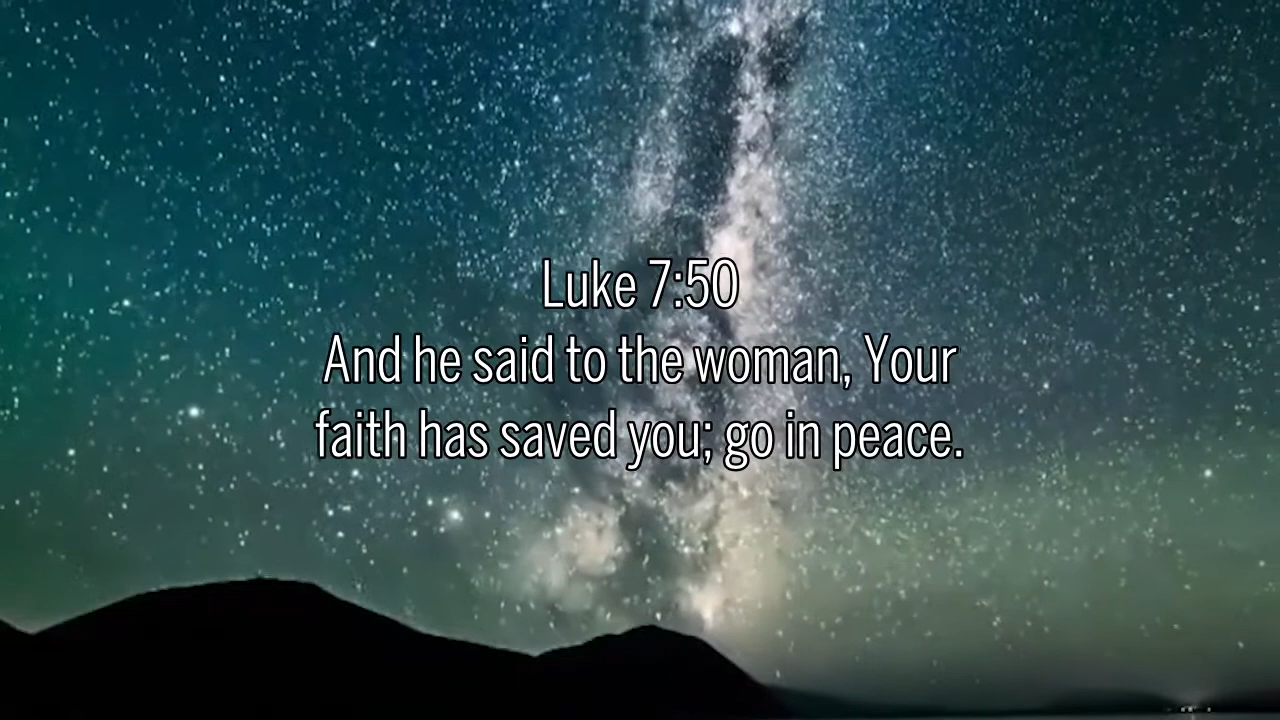 Luke 7:50
And he said to the woman, Your
faith has saved you; go in peace.